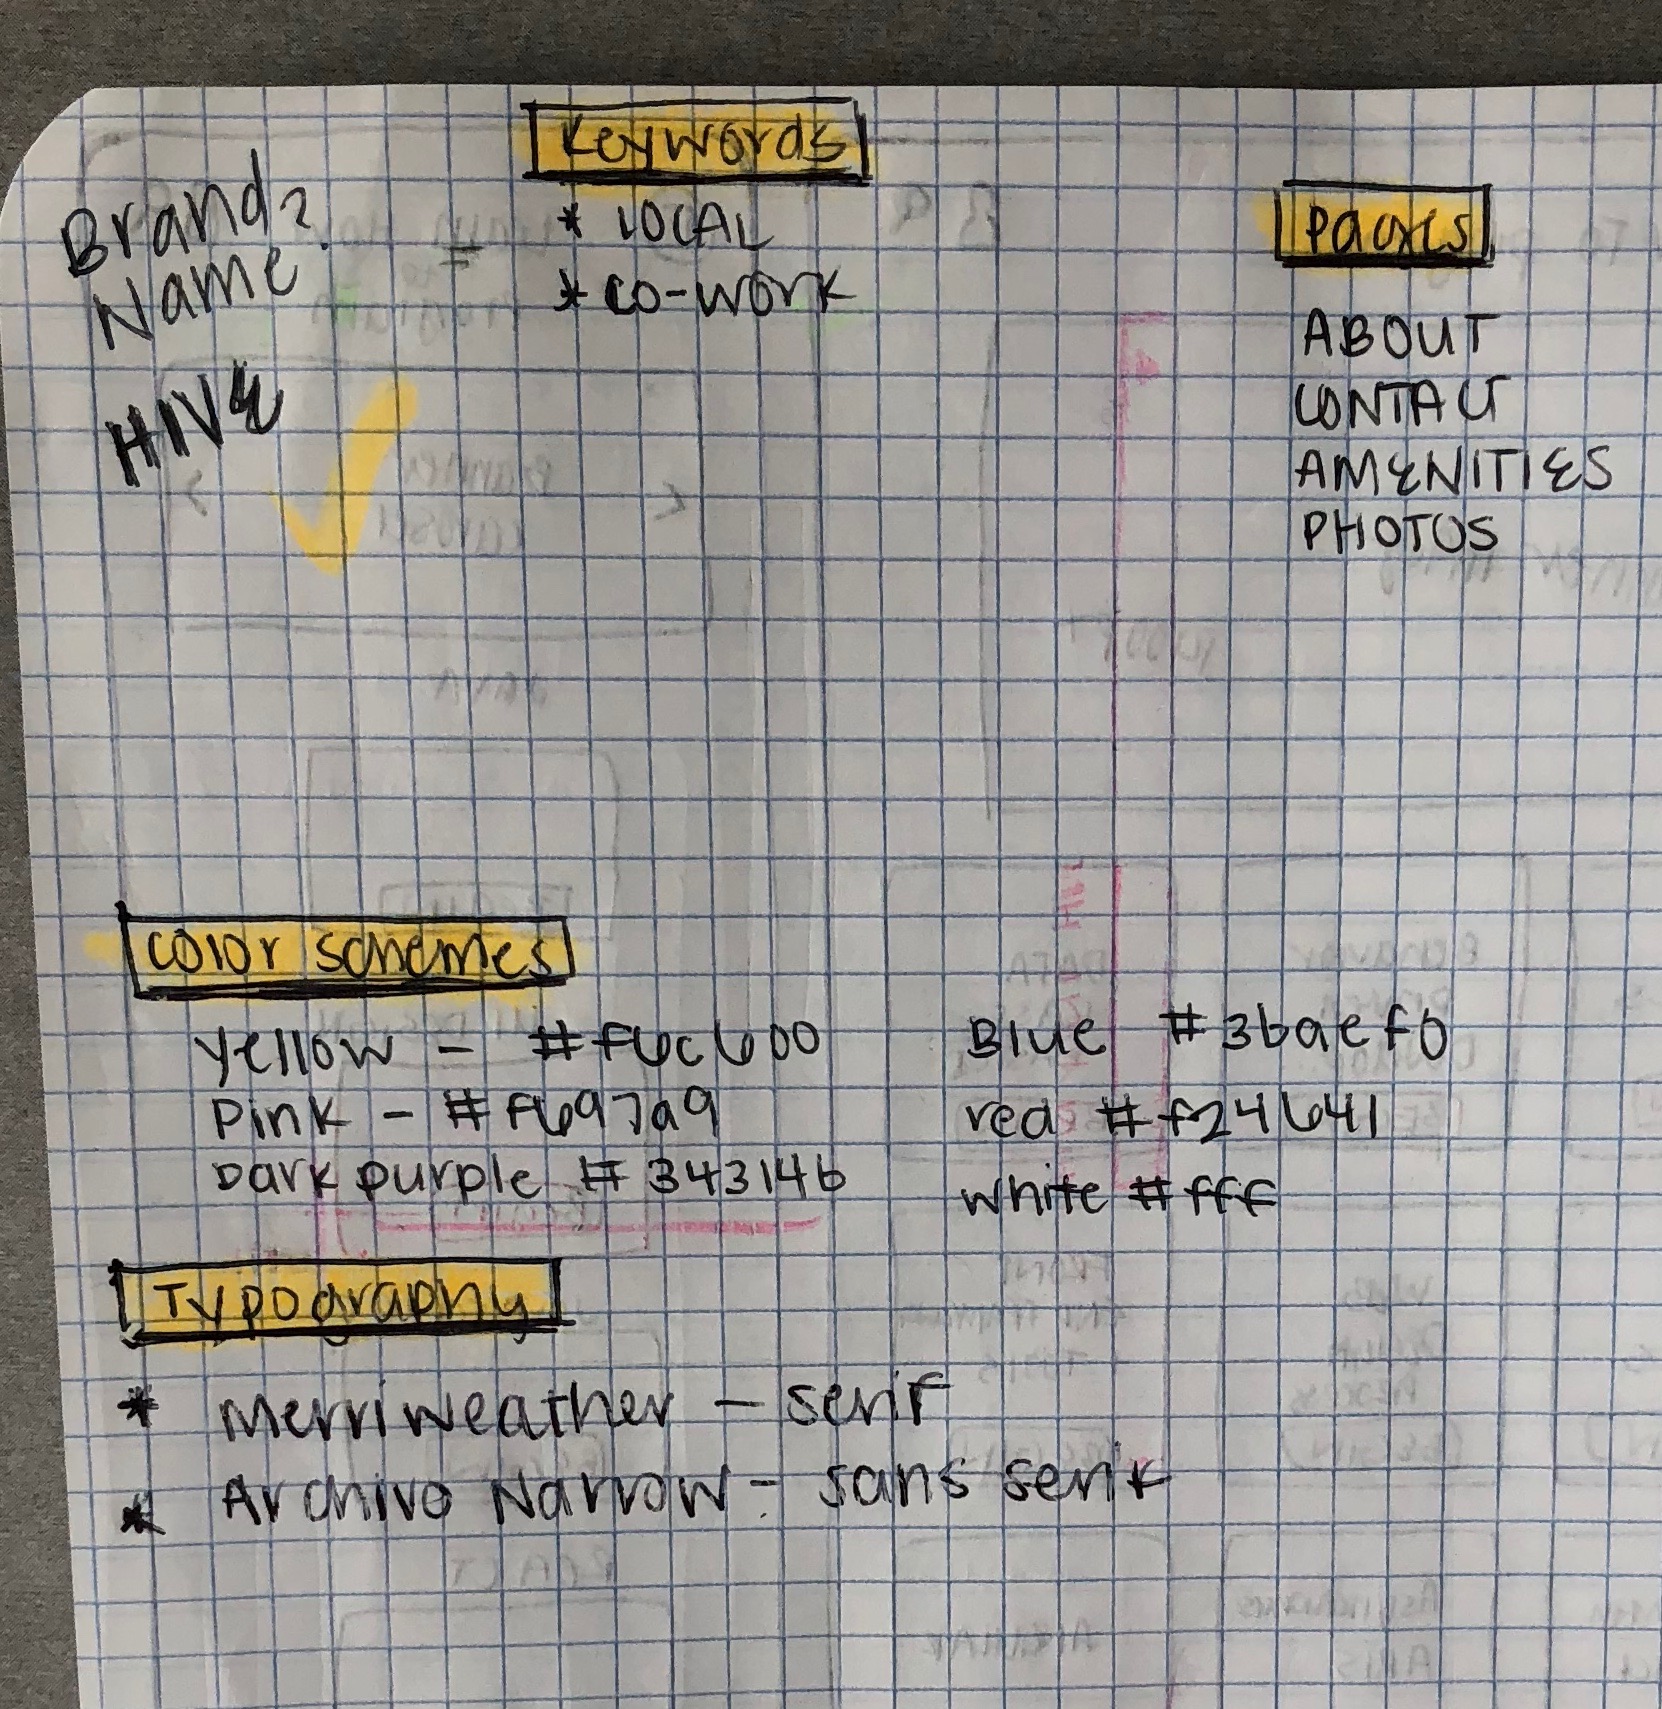 Keywords
Brand?
Name
=
* LOCAL
* CO-WORK
HIVE
Pages
ABOUT
CONTACT
AMENITIES
PHOTOS
color schemes
yellow - #f6c600
pink - #f697a9
Dark purple #34314b
Blue #3baef0
red #f24641
white #fff
Typography
* Merriweather - serif
* Archivo Narrow - sans serif